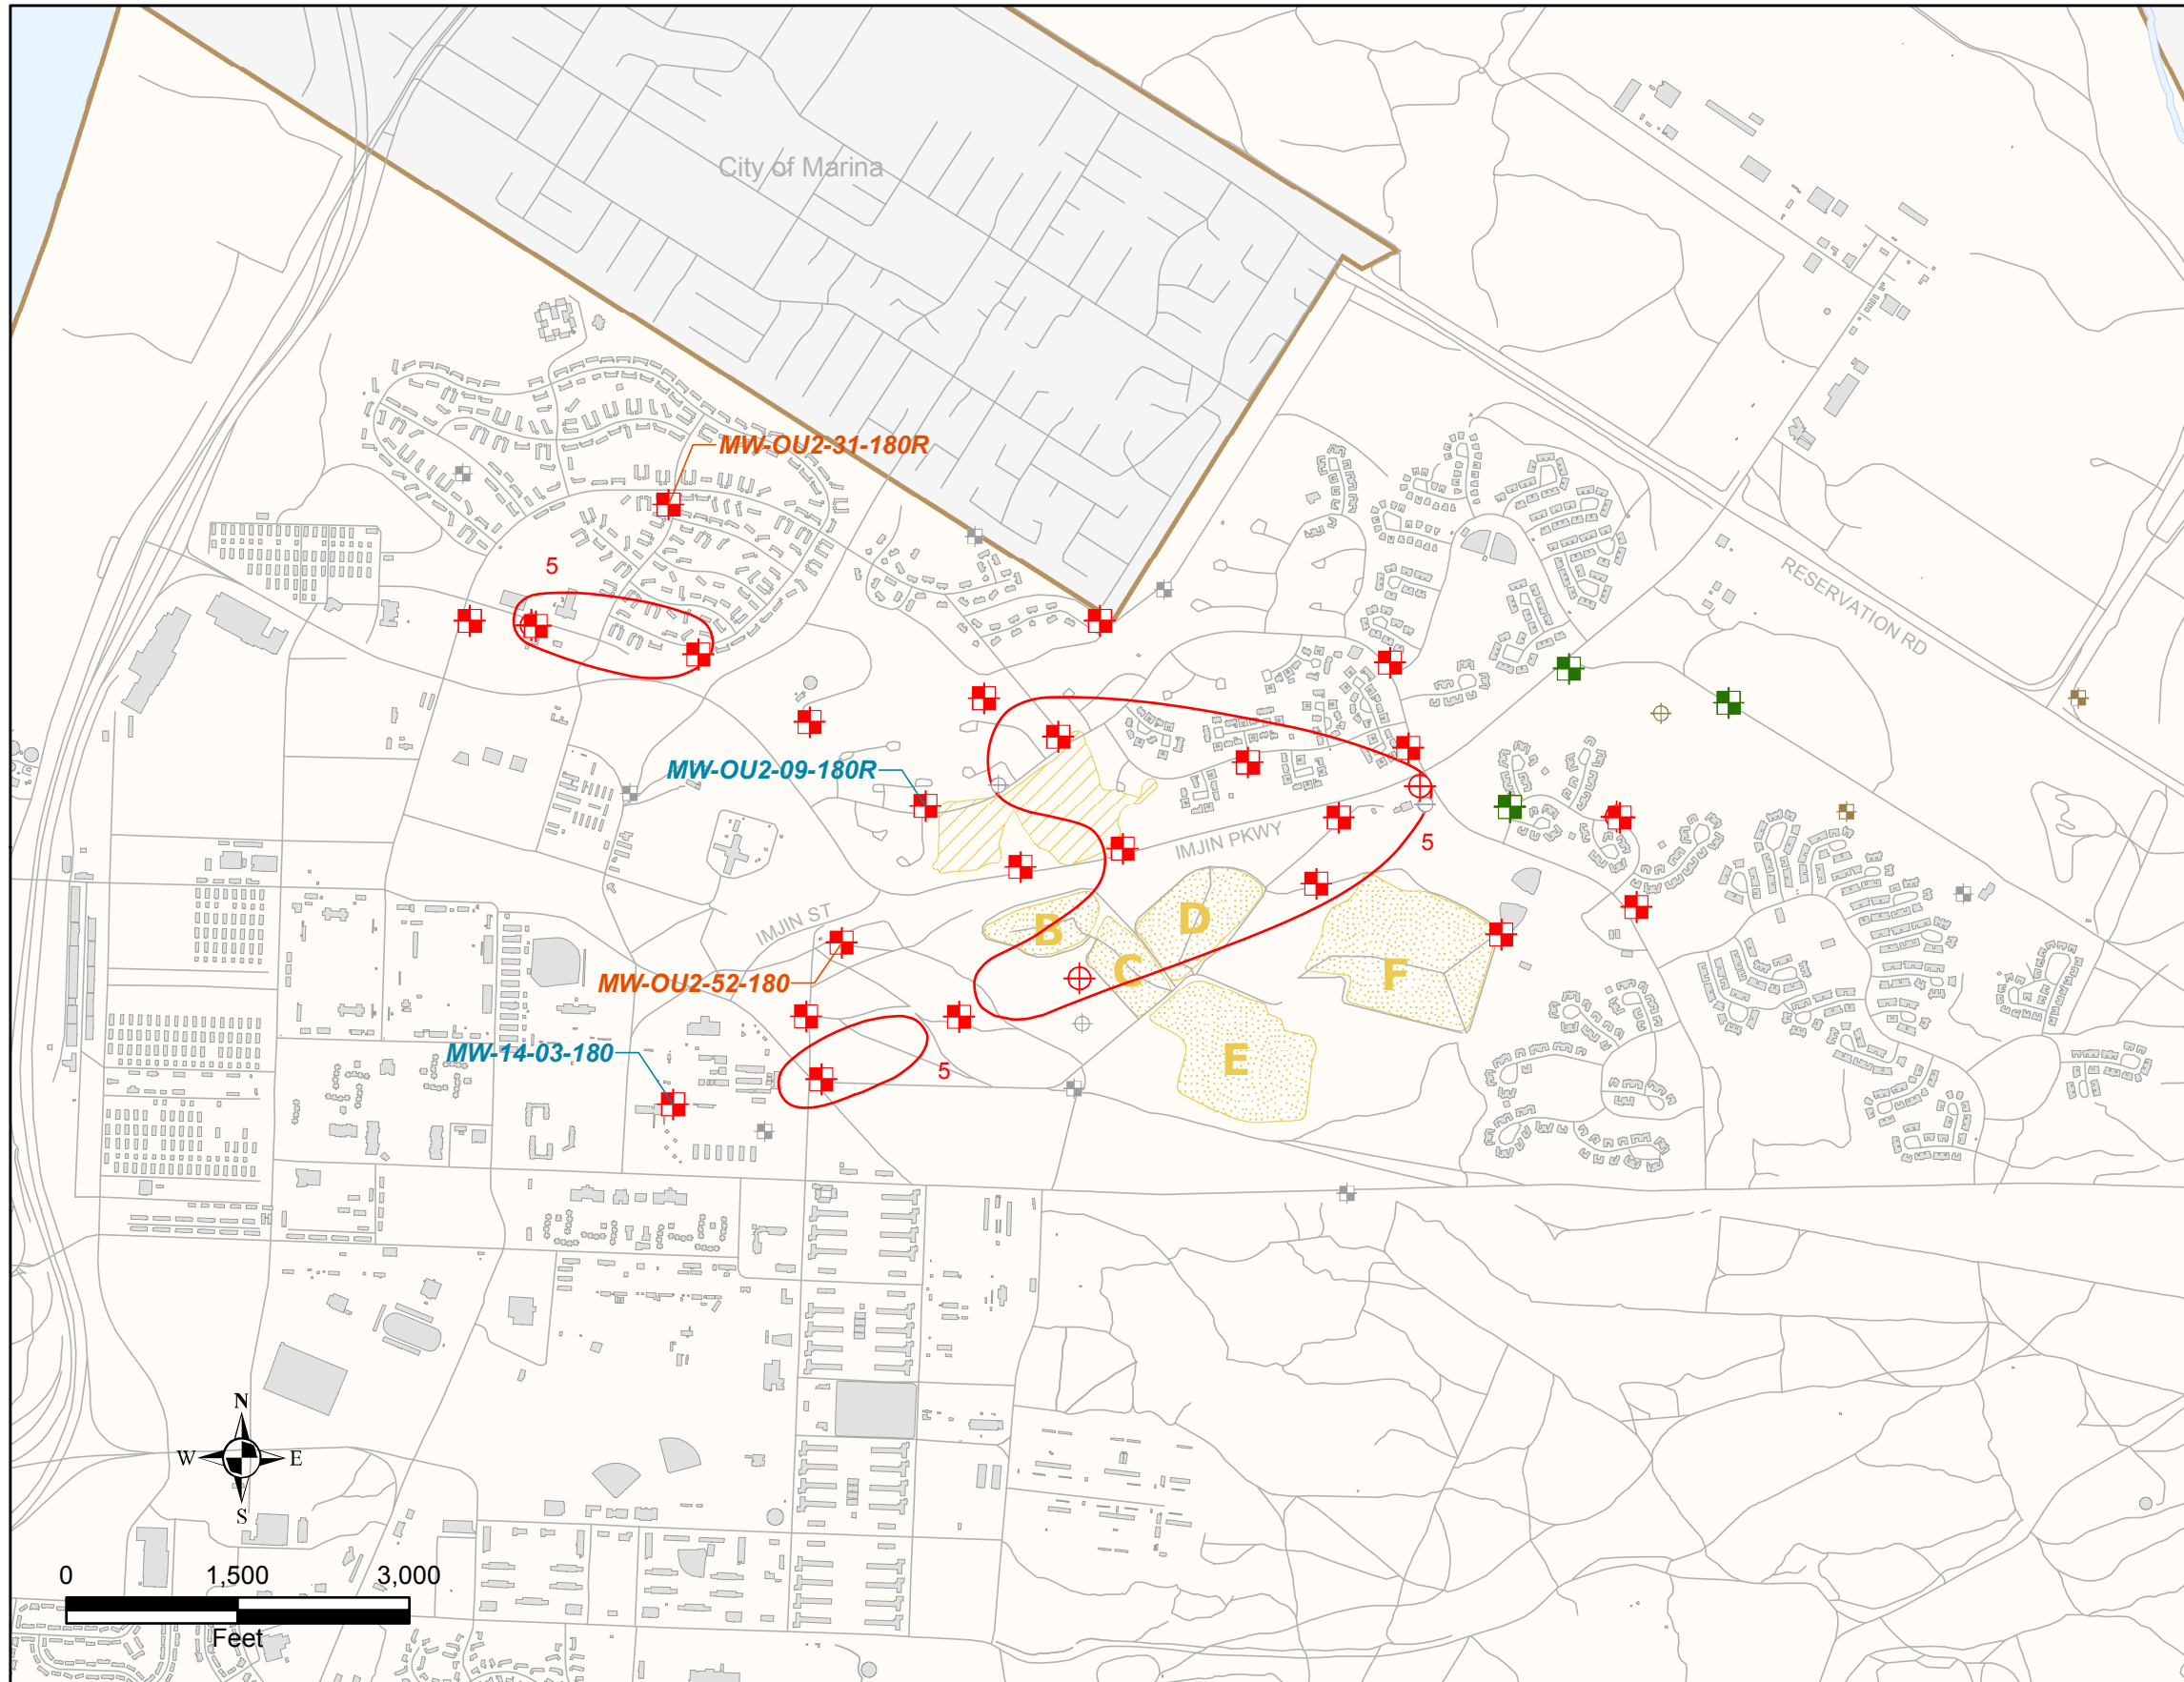 City of Marina
MW-OU2-31-180R
5
RESERVATION RD
MW-OU2-09-180R
IMJIN PKWY
5
IMJIN ST
B
D
C
F
MW-OU2-52-180
MW-14-03-180
5
E
N
W E
S
0 1,500 3,000
Feet